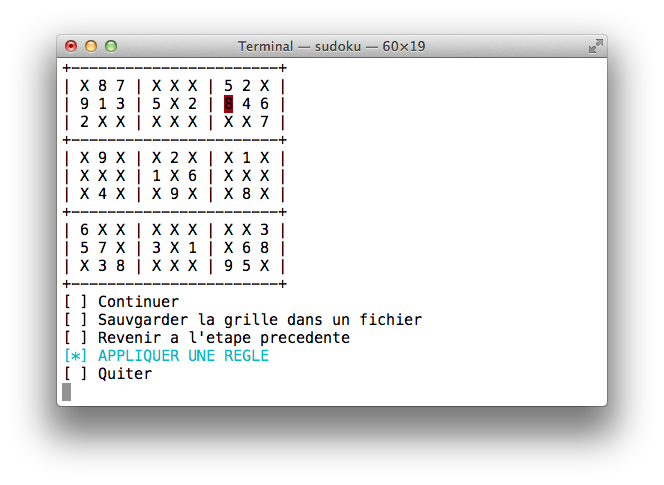 Terminal — sudoku — 60×19
+-----------------------+
| X 8 7 | X X X | 5 2 X |
| 9 1 3 | 5 X 2 | 8 4 6 |
| 2 X X | X X X | X X 7 |
+-----------------------+
| X 9 X | X 2 X | X 1 X |
| X X X | 1 X 6 | X X X |
| X 4 X | X 9 X | X 8 X |
+-----------------------+
| 6 X X | X X X | X X 3 |
| 5 7 X | 3 X 1 | X 6 8 |
| X 3 8 | X X X | 9 5 X |
+-----------------------+
[ ] Continuer
[ ] Sauvgarder la grille dans un fichier
[ ] Revenir a l'etape precedente
[*] APPLIQUER UNE REGLE
[ ] Quiter